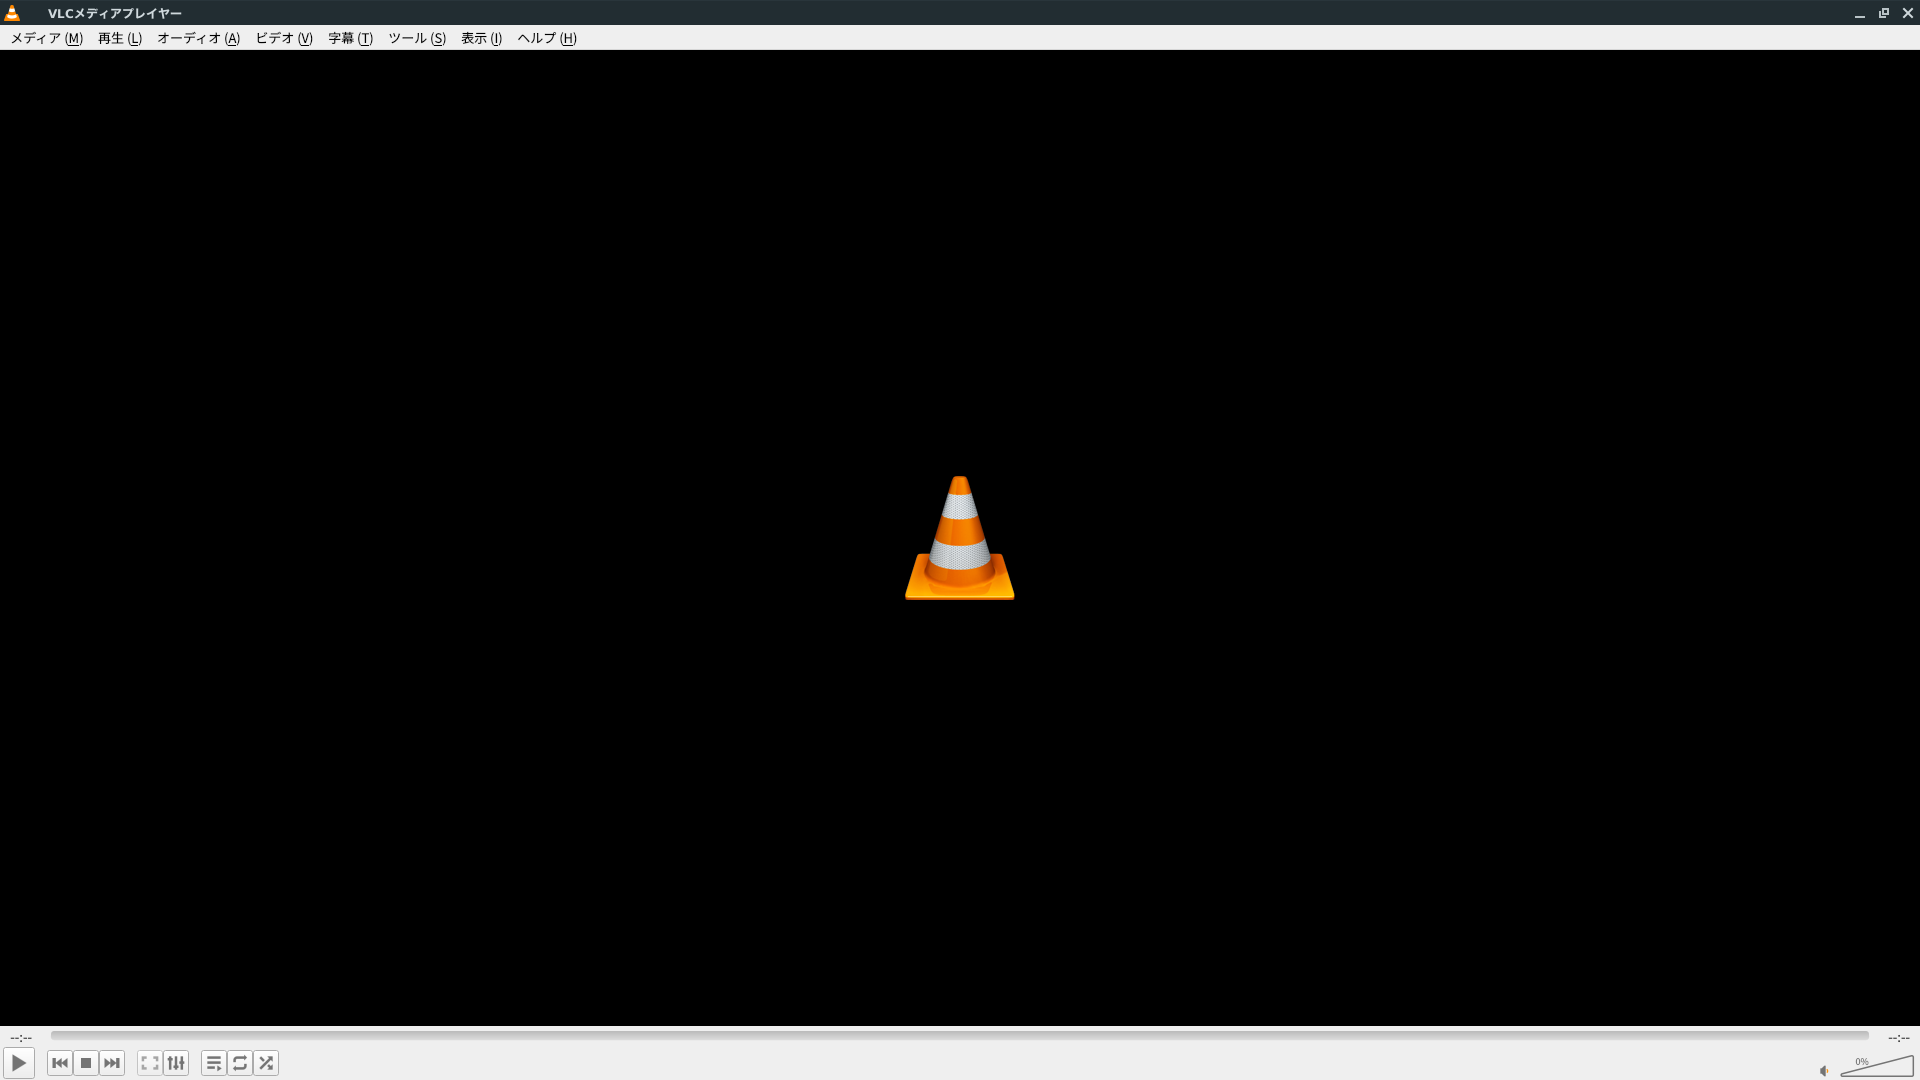 VLCメディアプレイヤー
メディア (M) 再生 (L) オーディオ (A) ビデオ (V) 字幕 (T) ツール (S) 表示 (I) ヘルプ (H)
--:-- --:--
0%